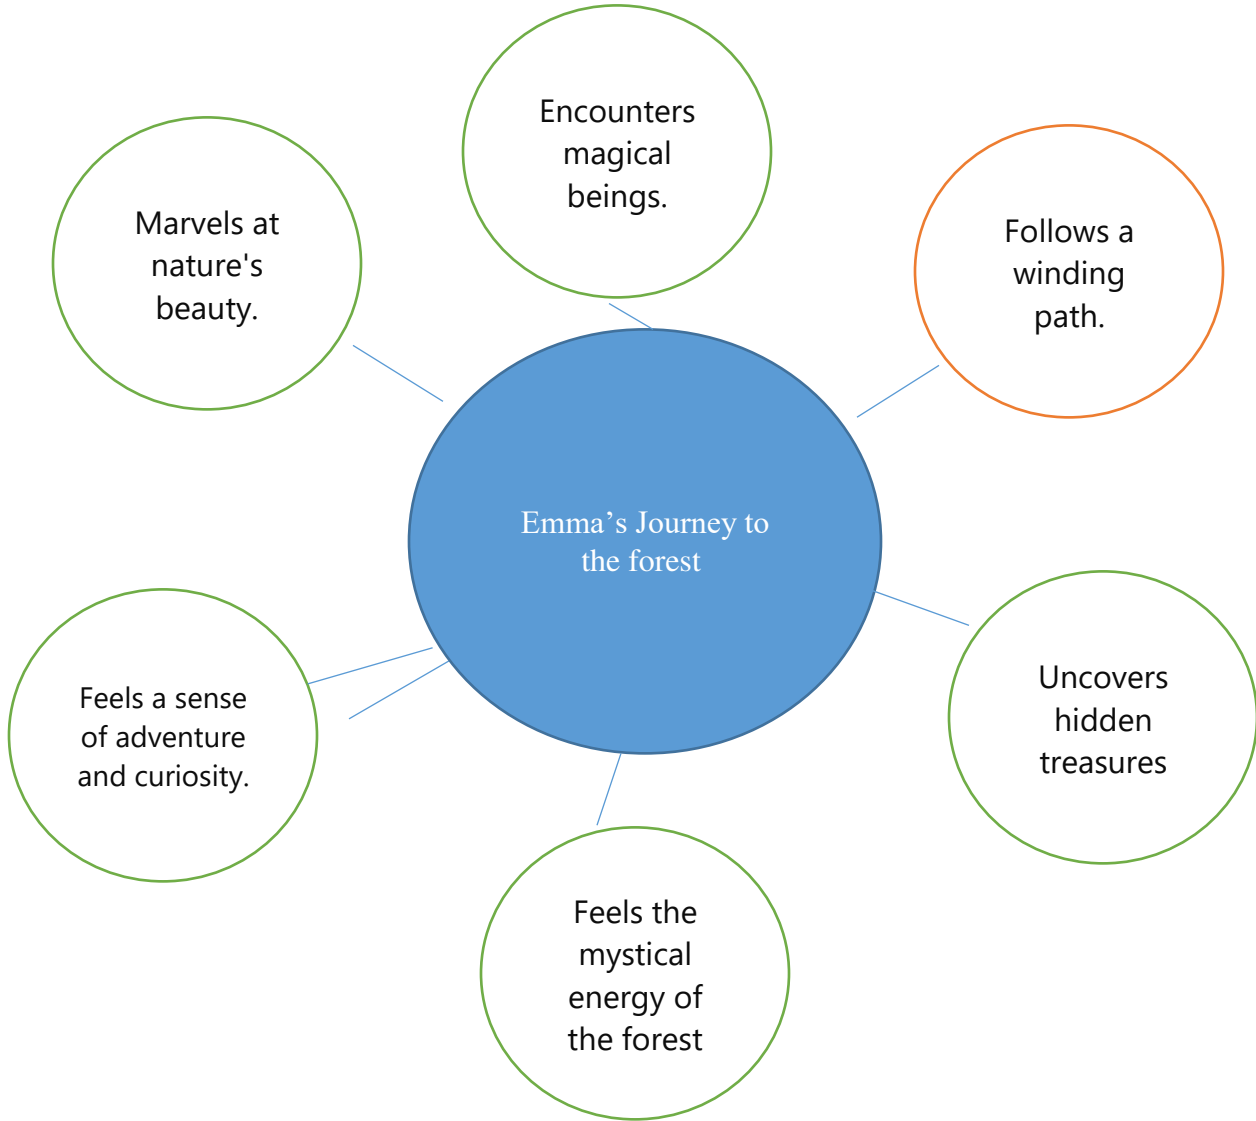 Encounters
magical
beings.
Marvels at
nature's
beauty.
Follows a
winding
path.
Emma’s Journey to
the forest
Feels a sense
of adventure
and curiosity.
Uncovers
hidden
treasures
Feels the
mystical
energy of
the forest